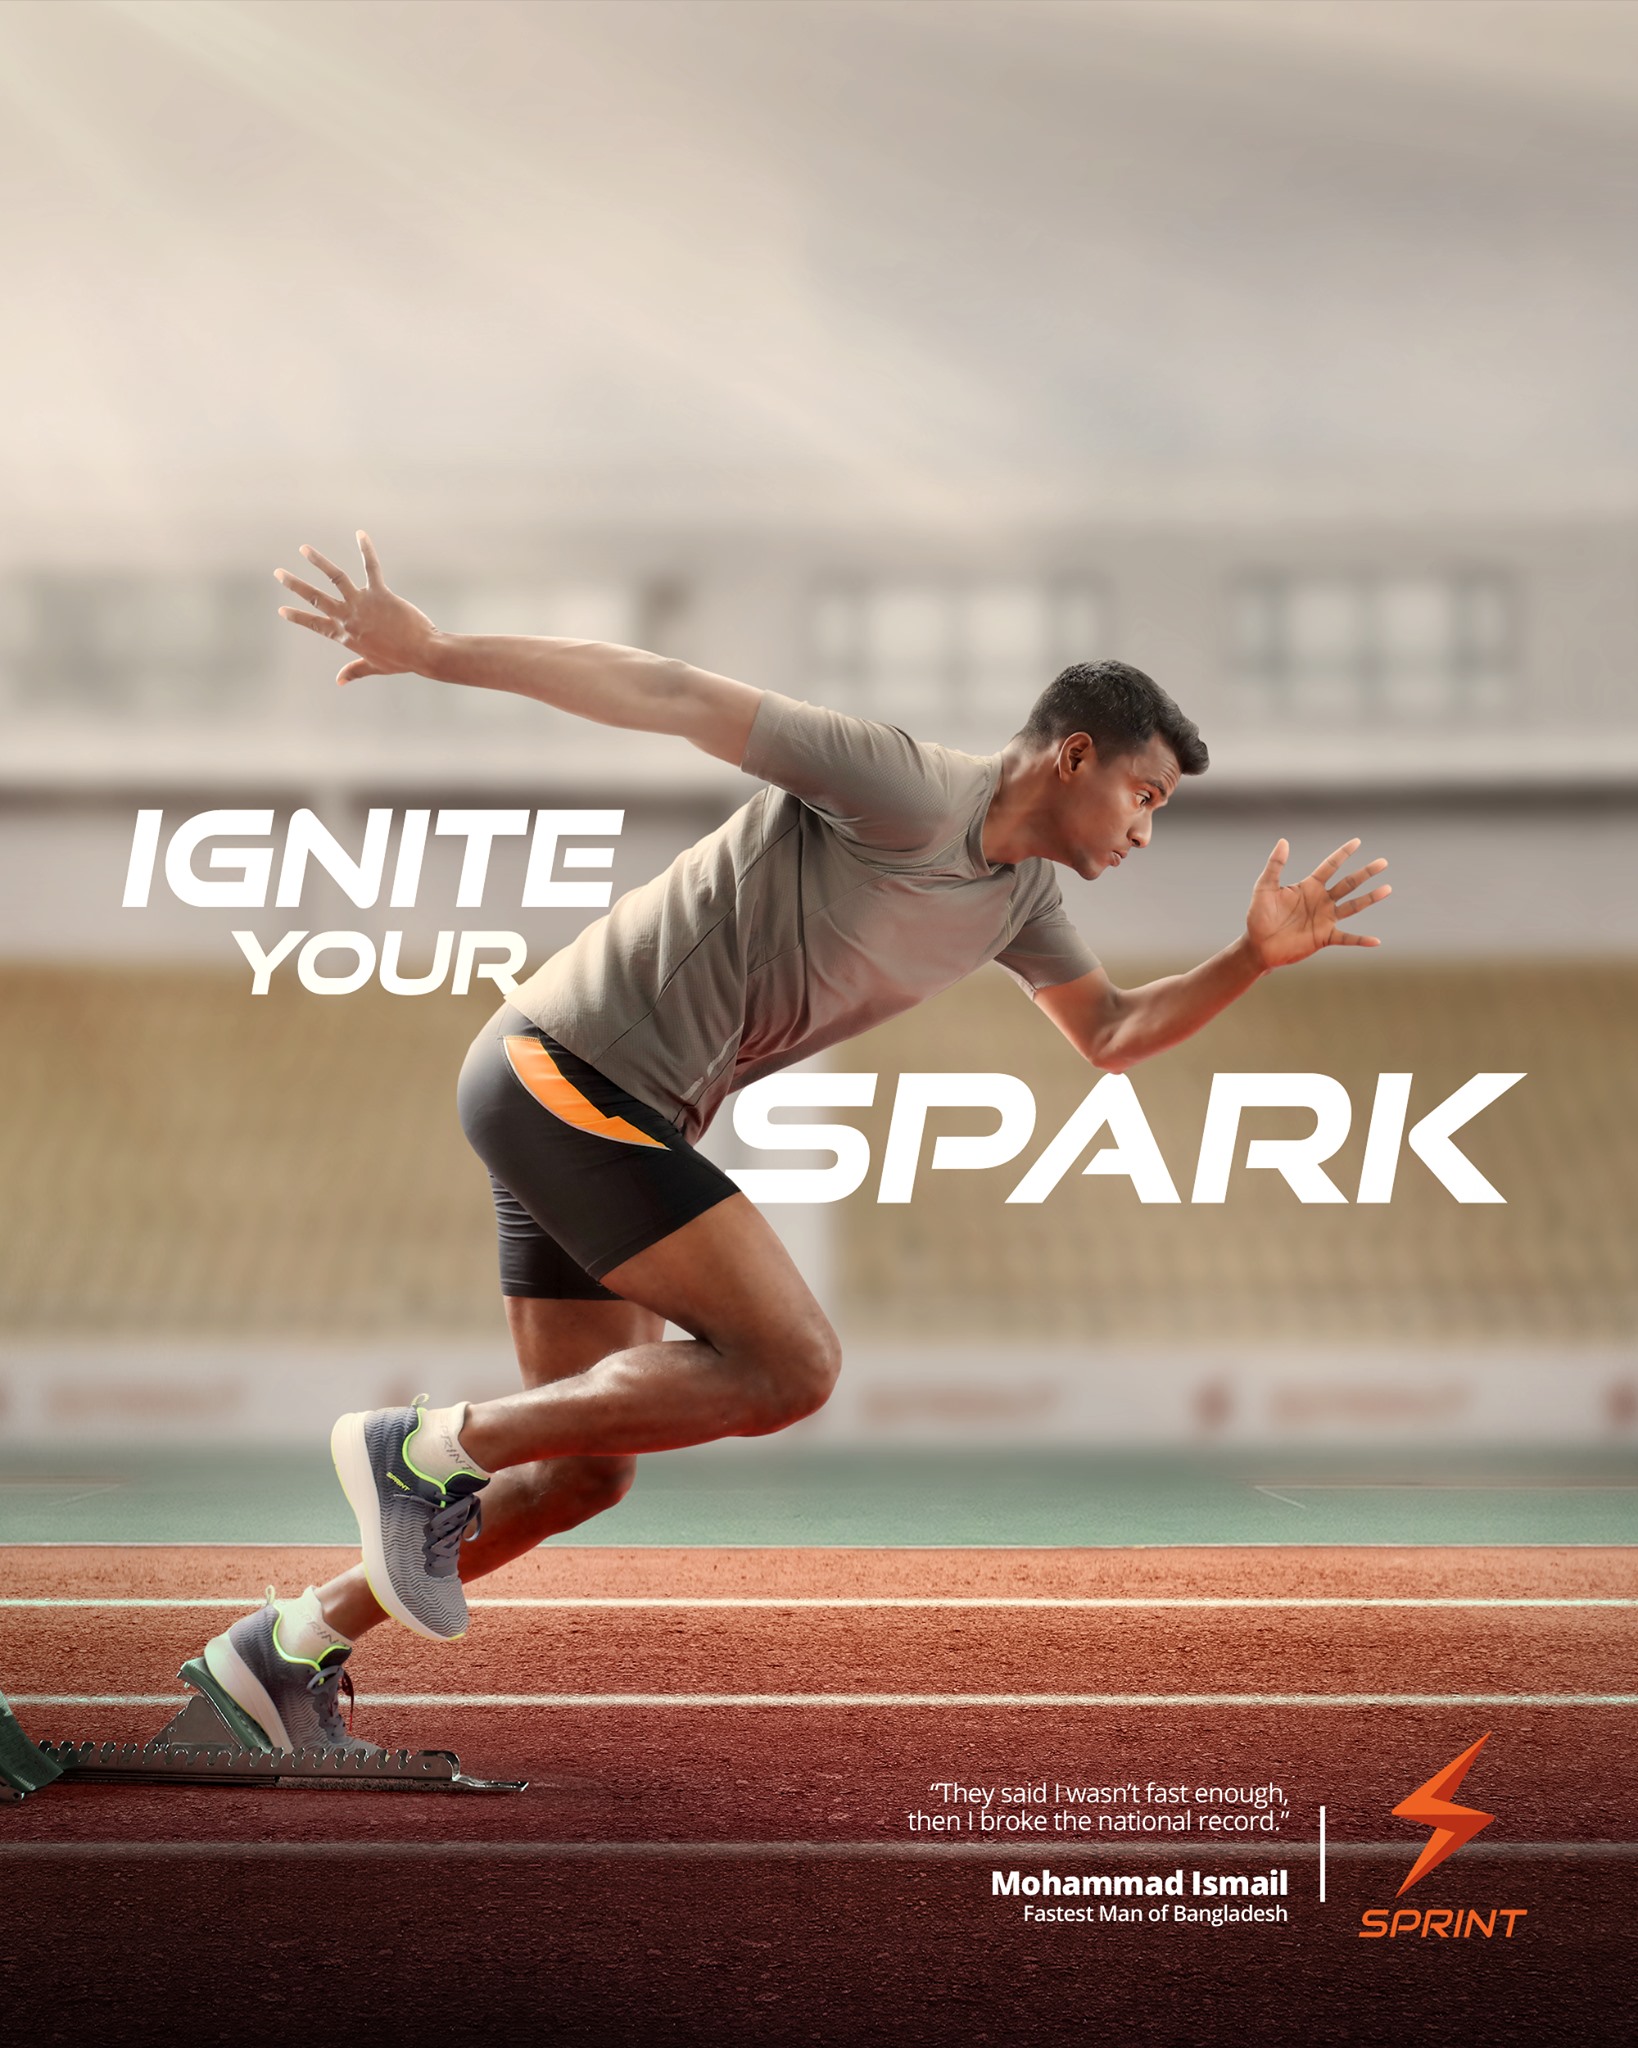 IGNITE
YOUR
SPARK
SPRINT
“They said I wasn’t fast enough,
then I broke the national record.”
Mohammad Ismail
Fastest Man of Bangladesh
SPRINT